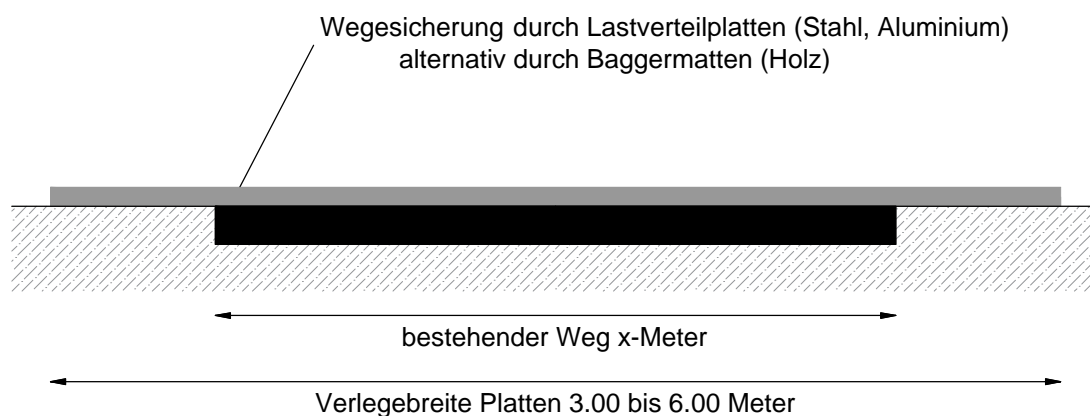 Wegesicherung durch Lastverteilplatten (Stahl, Aluminium)
alternativ durch Baggermatten (Holz)
bestehender Weg x-Meter
Verlegebreite Platten 3.00 bis 6.00 Meter